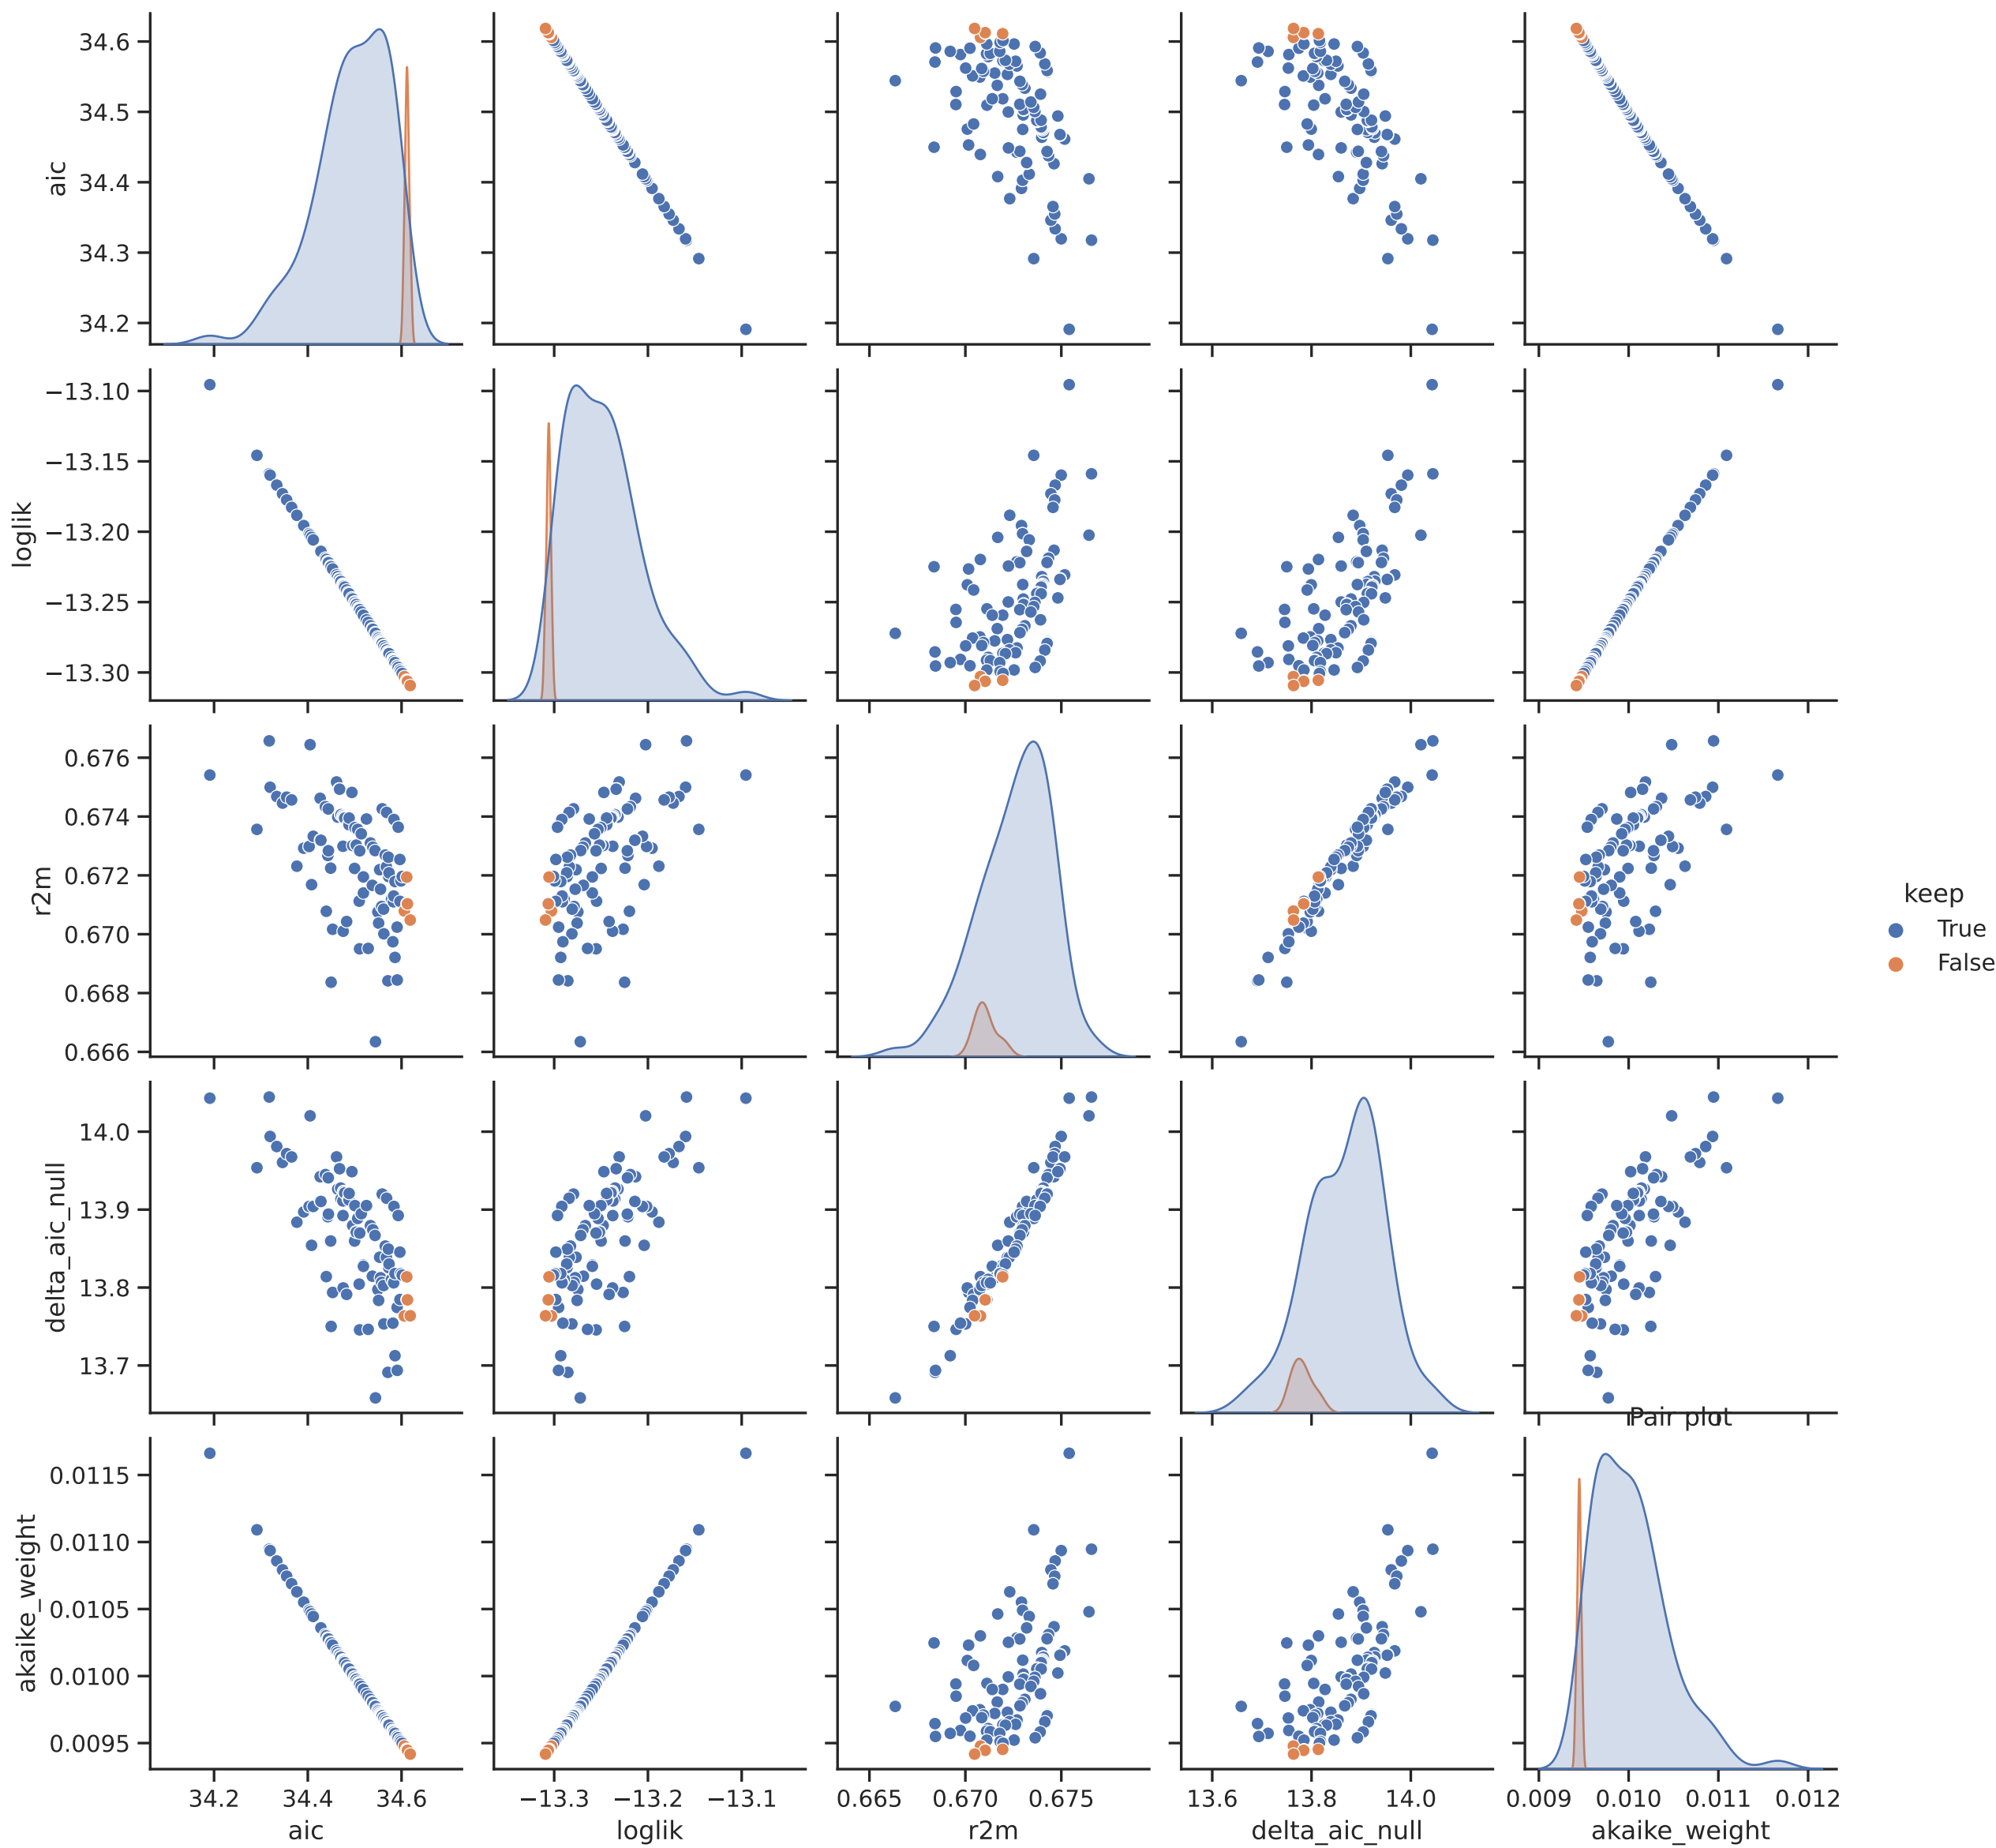 34.6
34.5
34.4
34.3
34.2
aic
−13.10
−13.15
−13.20
−13.25
−13.30
loglik
0.676
0.674
0.672
0.670
0.668
0.666
r2m
keep
True
False
14.0
13.9
13.8
13.7
delta_aic_null
Pair plot
0.0115
0.0110
0.0105
0.0100
0.0095
akaike_weight
34.2 34.4 34.6
−13.3 −13.2 −13.1
0.665 0.670 0.675
13.6 13.8 14.0
0.009 0.010 0.011 0.012
aic
loglik
r2m
delta_aic_null
akaike_weight